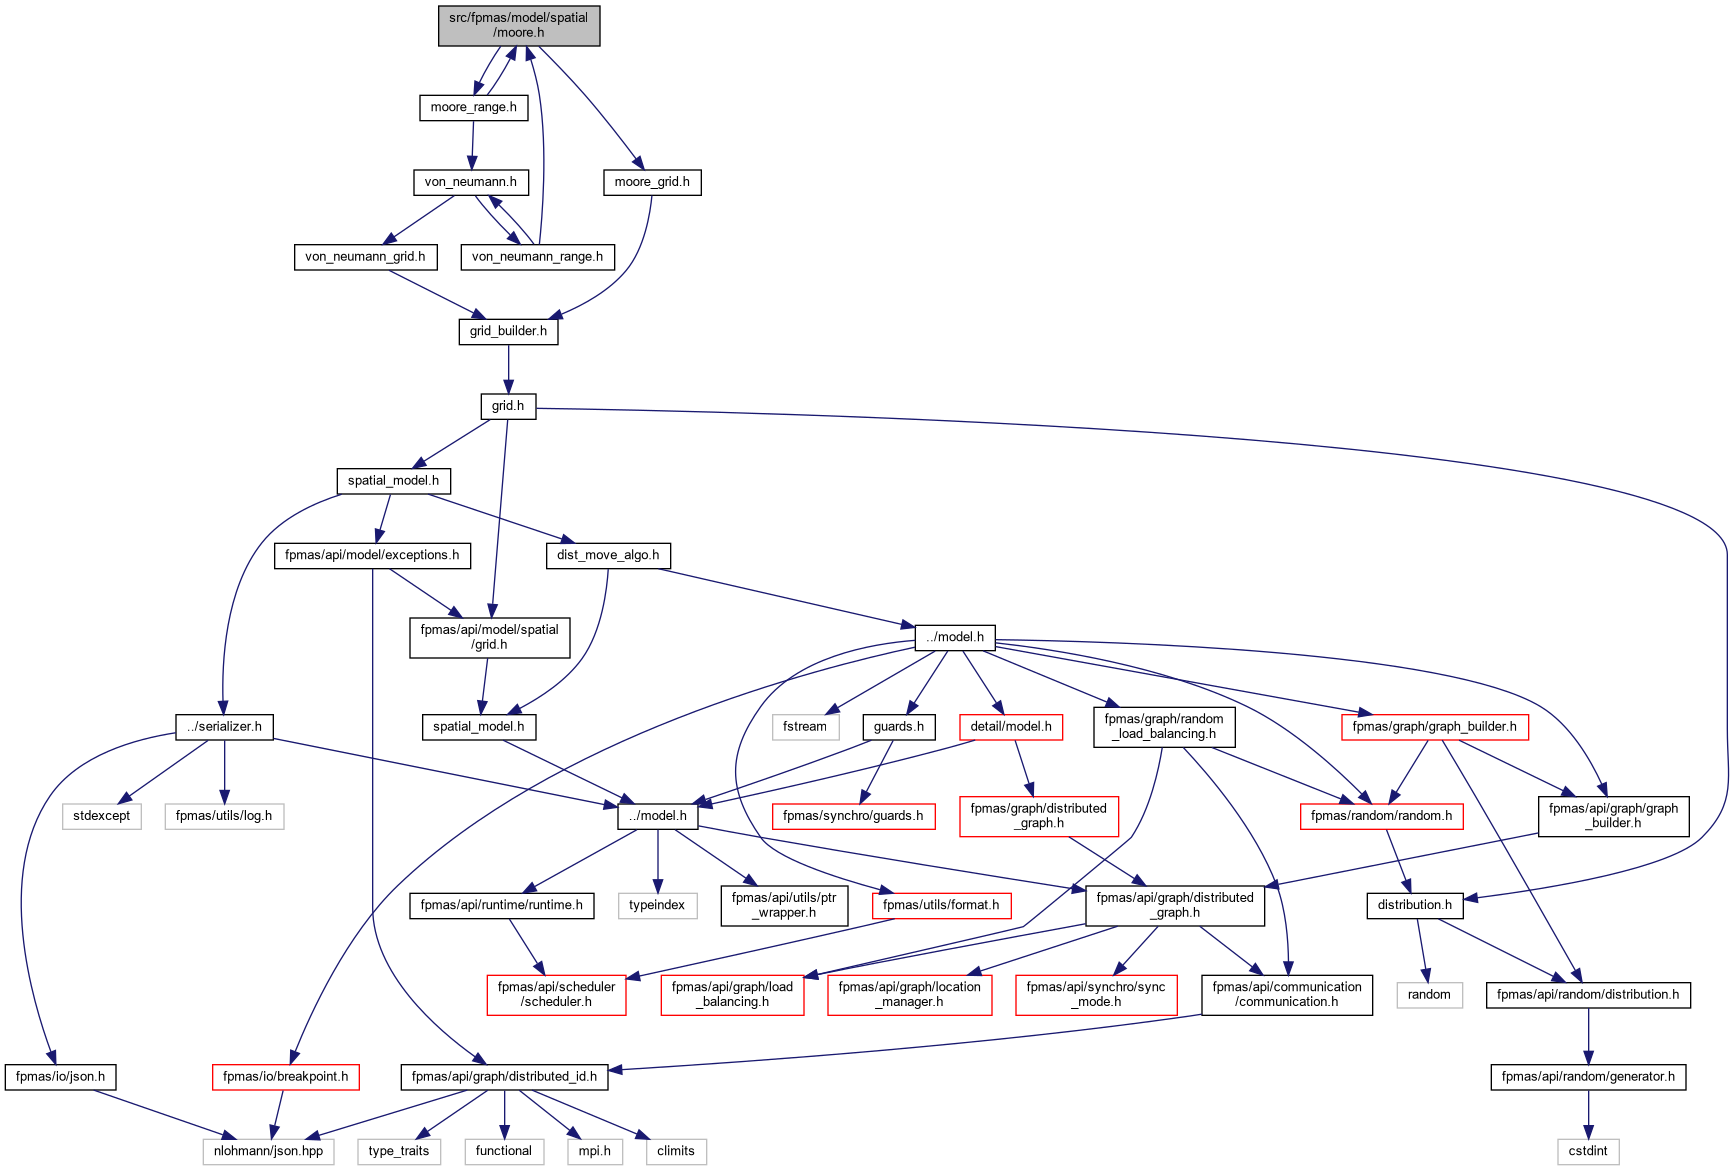 src/fpmas/model/spatial
/moore.h
moore_range.h
von_neumann.h
moore_grid.h
von_neumann_grid.h
von_neumann_range.h
grid_builder.h
grid.h
spatial_model.h
fpmas/api/model/exceptions.h
dist_move_algo.h
fpmas/api/model/spatial
/grid.h
../model.h
../serializer.h
spatial_model.h
fstream
guards.h
detail/model.h
fpmas/graph/random
_load_balancing.h
fpmas/graph/graph_builder.h
stdexcept
fpmas/utils/log.h
../model.h
fpmas/synchro/guards.h
fpmas/graph/distributed
_graph.h
fpmas/random/random.h
fpmas/api/graph/graph
_builder.h
fpmas/api/runtime/runtime.h
typeindex
fpmas/api/utils/ptr
_wrapper.h
fpmas/utils/format.h
fpmas/api/graph/distributed
_graph.h
distribution.h
fpmas/api/scheduler
/scheduler.h
fpmas/api/graph/load
_balancing.h
fpmas/api/graph/location
_manager.h
fpmas/api/synchro/sync
_mode.h
fpmas/api/communication
/communication.h
random
fpmas/api/random/distribution.h
fpmas/io/json.h
fpmas/io/breakpoint.h
fpmas/api/graph/distributed_id.h
fpmas/api/random/generator.h
nlohmann/json.hpp
type_traits
functional
mpi.h
climits
cstdint